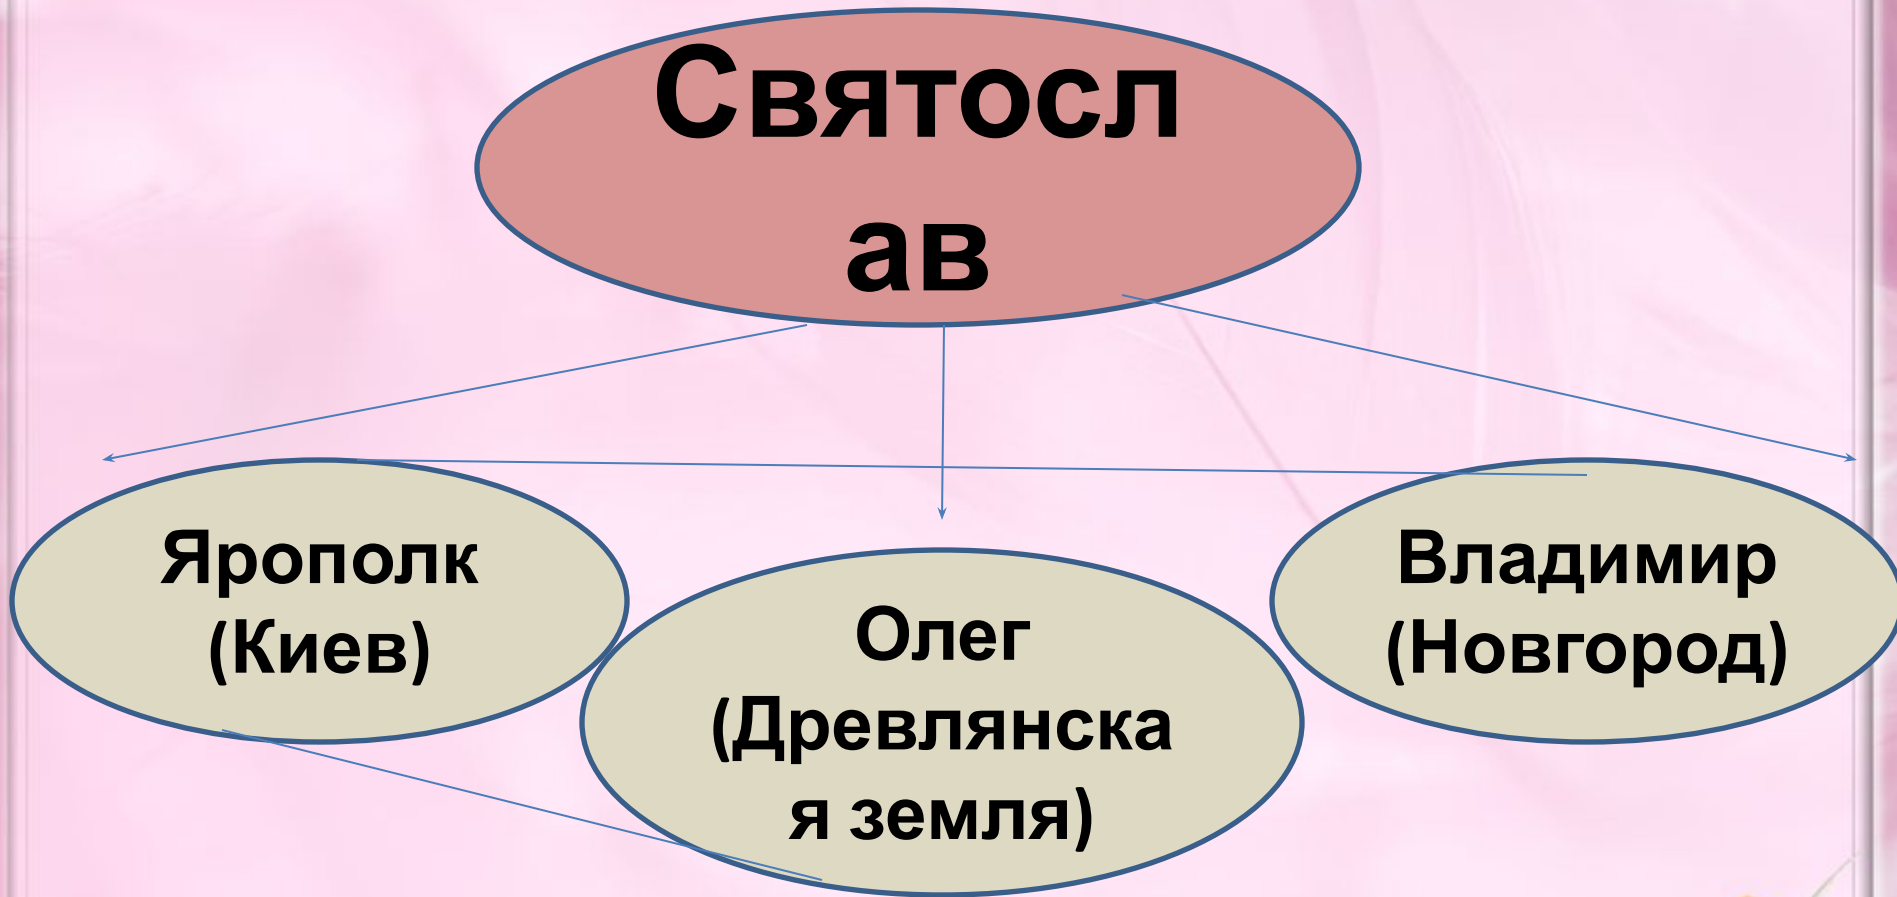 Святосл
ав
Ярополк
(Киев)
Олег
(Древлянска
я земля)
Владимир
(Новгород)